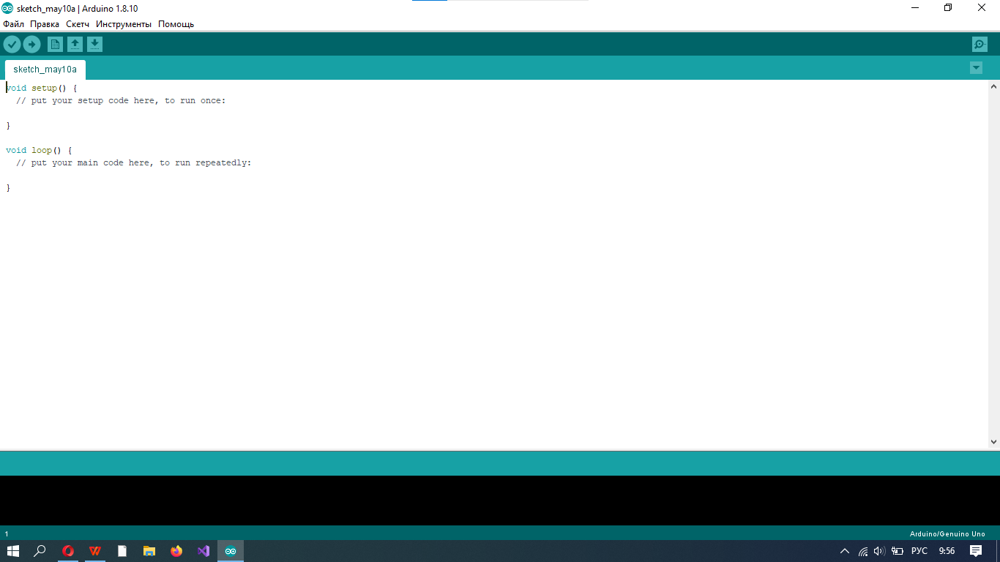 sketch_may10a | Arduino 1.8.10
Файл Правка Скетч Инструменты Помощь
sketch_may10a
void setup() {
  // put your setup code here, to run once:
}
void loop() {
  // put your main code here, to run repeatedly:
}
1
Arduino/Genuino Uno
РУС 9:56